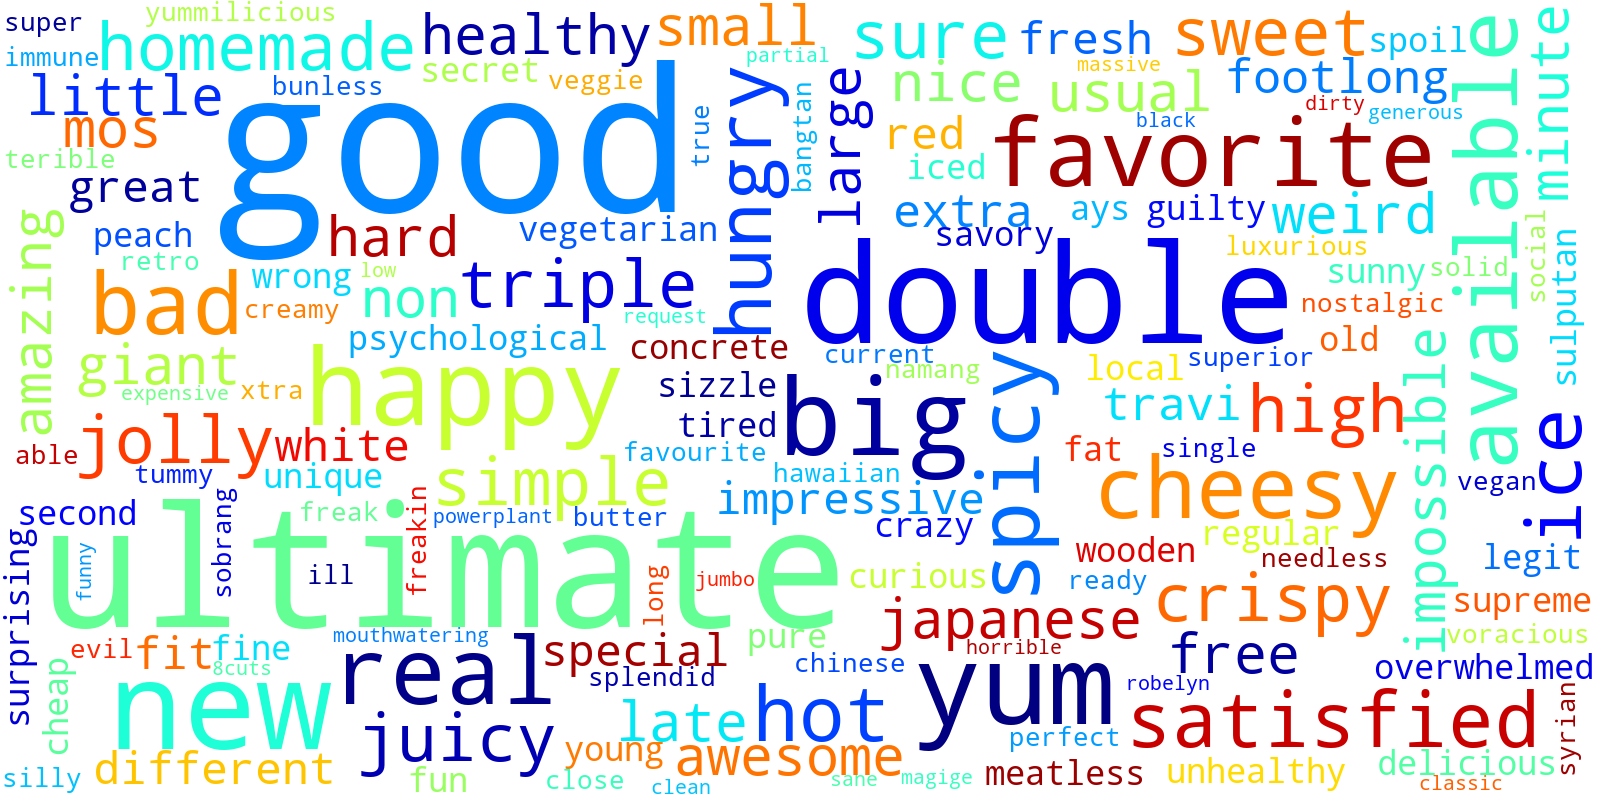 super
yummilicious
homemade
healthy
small
sure
fresh
sweet
spoil
available
minute
immune
secret
veggie
partial
nice
massive
usual
footlong
little
bunless
good
hungry
large
dirty
generous
mos
true
bangtan
red
black
favorite
terible
great
iced
extra
ays
guilty
weird
amazing
peach
hard
vegetarian
savory
luxurious
social
sulputan
retro
wrong
low
double
sunny
solid
bad
creamy
non
triple
request
nostalgic
psychological
concrete
current
namang
superior
old
giant
expensive
xtra
happy
sizzle
big
spicy
local
travi
high
impossible
ice
jolly
white
tired
able
tummy
unique
simple
favourite
hawaiian
fat
single
cheesy
vegan
second
freak
freakin
powerplant
butter
impressive
crazy
regular
surprising
funny
sobrang
ultimate
ill
long
jumbo
curious
wooden
needless
legit
ready
crispy
supreme
evil
fit
fine
8cuts
mouthwatering
real
special
pure
japanese
horrible
free
voracious
overwhelmed
cheap
new
splendid
chinese
yum
robelyn
syrian
juicy
late
hot
perfect
satisfied
silly
different
fun
young
close
awesome
clean
sane
magige
meatless
unhealthy
delicious
classic